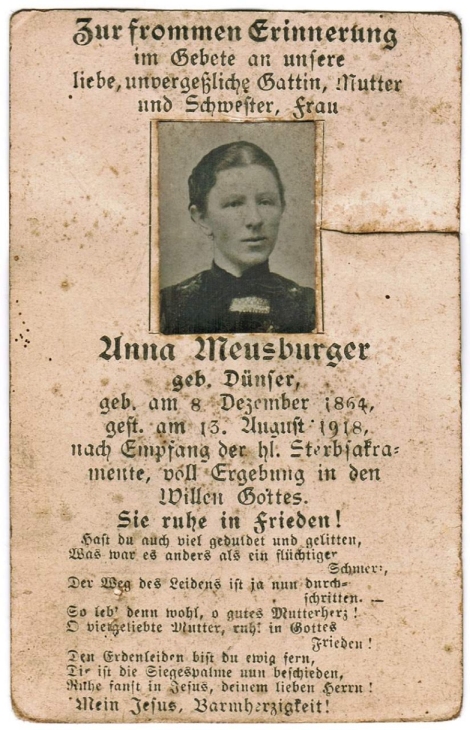 Zur frommen Erinnerung
im Gebete an unsere
liebe, unvergeßliche Gattin, Mutter
und Schwester, Frau
Anna Meusburger
geb. Dünser,
geb. am 8. Dezember 1864,
gest. am 13. August 1918,
nach Empfang der hl. Sterbsakra-
mente, voll Ergebung in den
Willen Gottes.
Sie ruhe in Frieden!
Hast du auch viel geduldet und gelitten,
Was war es anders als ein flüchtiger
Schmerz,
Der Weg des Leidens ist ja nun durch-
schritten. —
So leb' denn wohl, o gutes Mutterherz!
O vielgeliebte Mutter, ruh' in Gottes
Frieden!
Den Erdenleiden bist du ewig fern,
Dir ist die Siegespalme nun beschieden,
Ruhe sanft in Jesus, deinem lieben Herrn!
Mein Jesus, Barmherzigkeit!